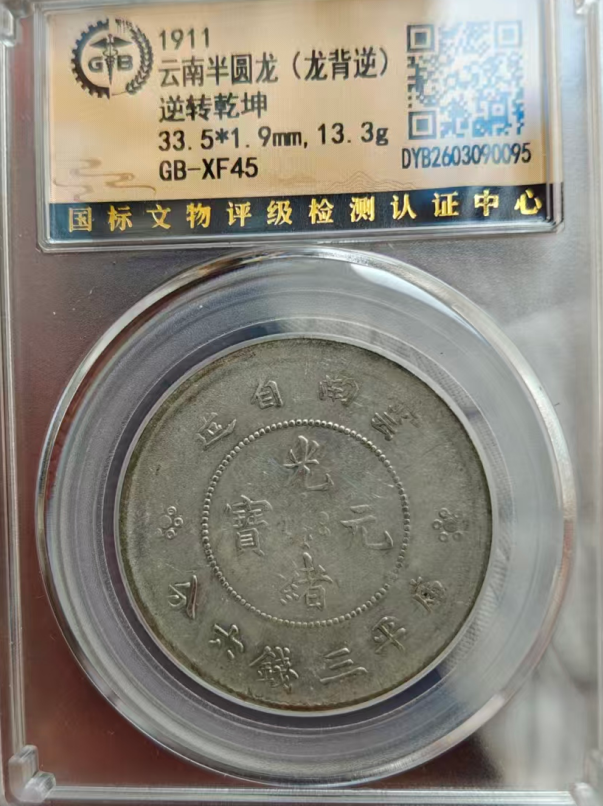 GB
1911
云南半圆龙（龙背逆）
逆转乾坤
33.5*1.9mm,13.3g
GB-XF45
DYB2603090095
国标文物评级检测认证中心
雲南省造
光緒元寶
庫平三錢六分